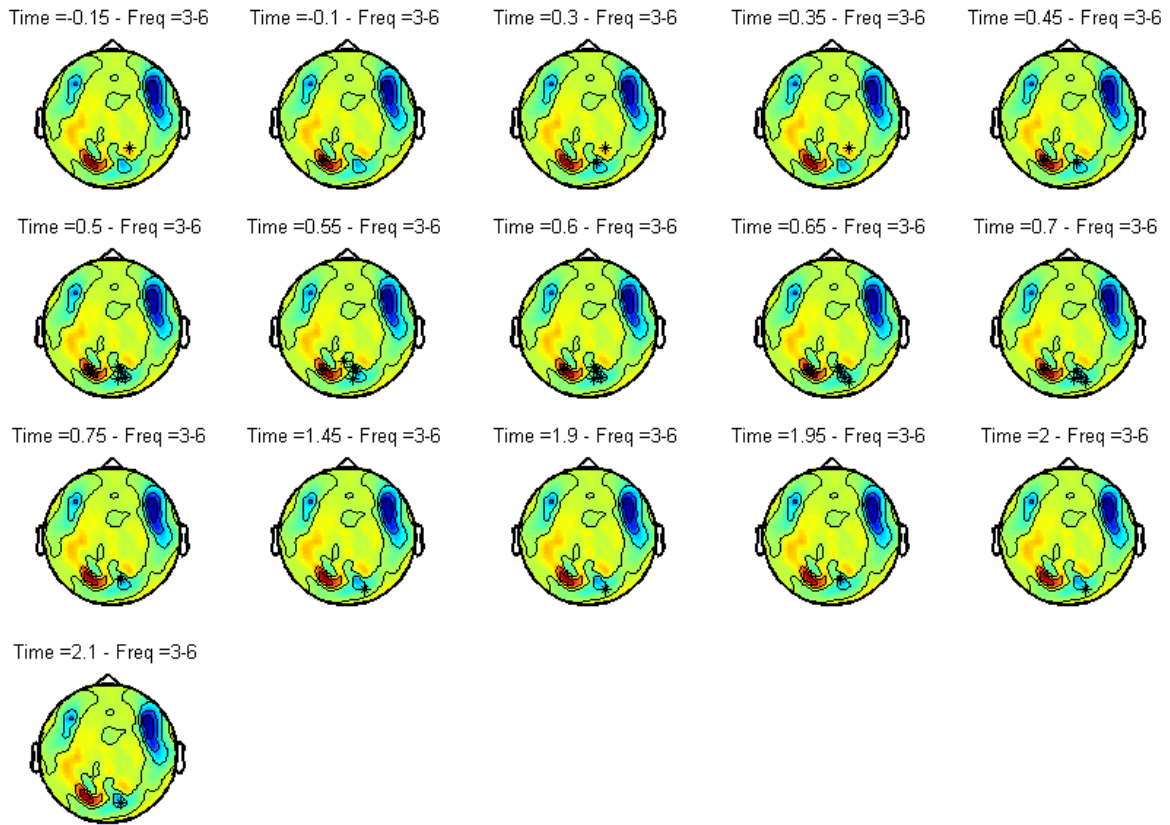 Time =-0.15 - Freq =3-6
Time =-0.1 - Freq =3-6
Time =0.3 - Freq =3-6
Time =0.35 - Freq =3-6
Time =0.45 - Freq =3-6
Time =0.5 - Freq =3-6
Time =0.55 - Freq =3-6
Time =0.6 - Freq =3-6
Time =0.65 - Freq =3-6
Time =0.7 - Freq =3-6
Time =0.75 - Freq =3-6
Time =1.45 - Freq =3-6
Time =1.9 - Freq =3-6
Time =1.95 - Freq =3-6
Time =2 - Freq =3-6
Time =2.1 - Freq =3-6